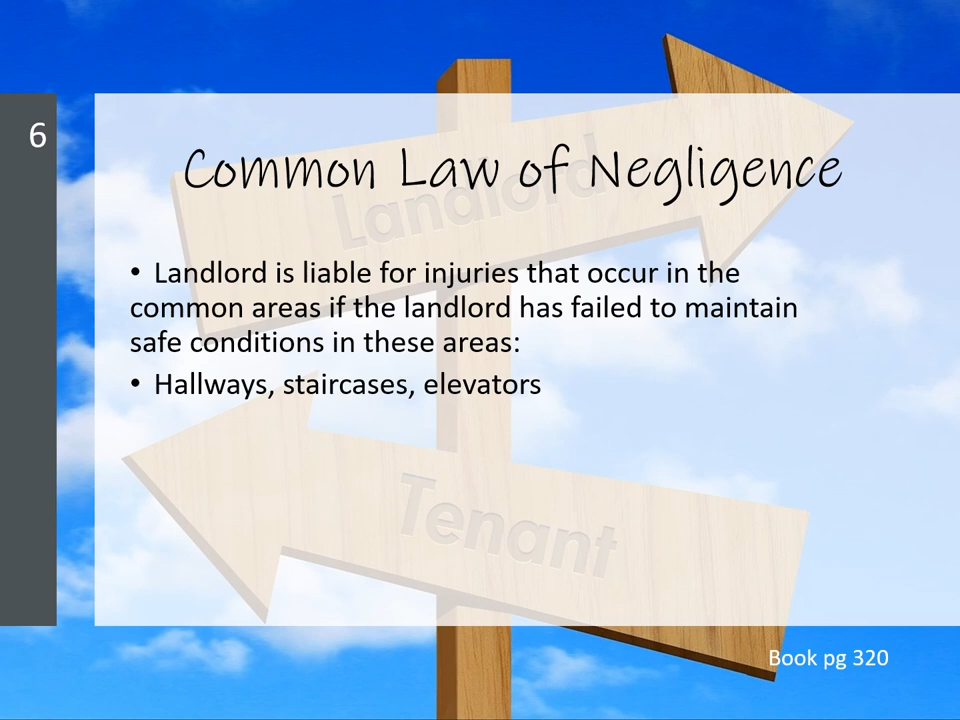 6
Common Law of Negligence
Landlord
• Landlord is liable for injuries that occur in the
common areas if the landlord has failed to maintain
safe conditions in these areas:
• Hallways, staircases, elevators
Tenant
Book pg 320